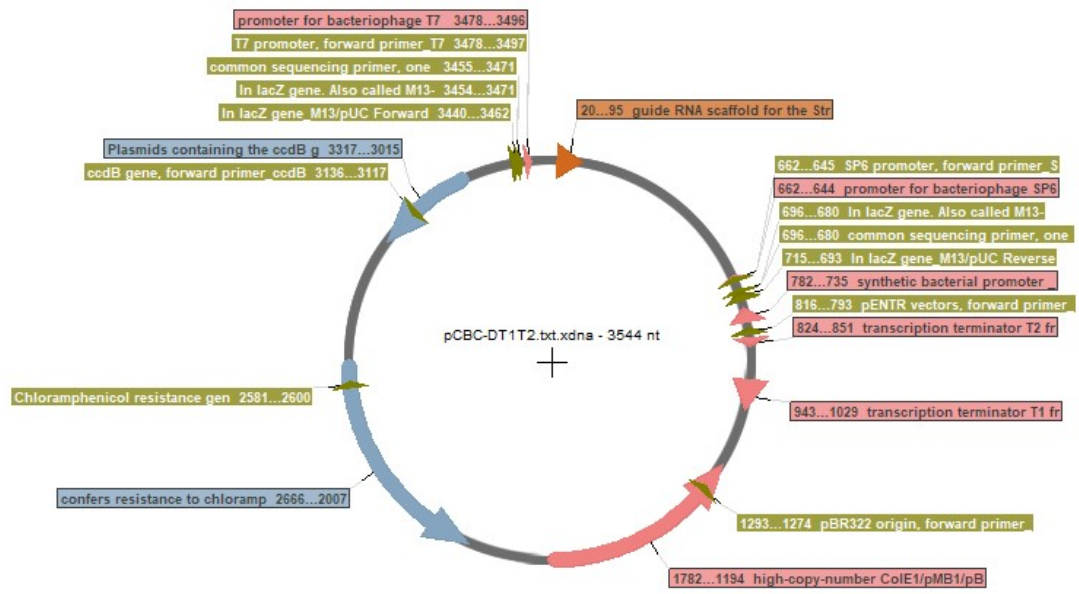 promoter for bacteriophage T7 3478...3496
T7 promoter, forward primer_T7 3478...3497
common sequencing primer, one 3455...3471
In lacZ gene. Also called M13- 3454...3471
In lacZ gene_M13/pUC Forward 3440...3462
20...95 guide RNA scaffold for the Str
Plasmids containing the ccdB g 3317...3015
ccdB gene, forward primer_ccdB 3136...3117
662...645 SP6 promoter, forward primer_S
662...644 promoter for bacteriophage SP6
696...680 In lacZ gene. Also called M13-
696...680 common sequencing primer, one
715...693 In lacZ gene_M13/pUC Reverse
782...735 synthetic bacterial promoter _
816...793 pENTR vectors, forward primer_
824...851 transcription terminator T2 fr
pCBC-DT1T2.txt.xdna - 3544 nt
Chloramphenicol resistance gen 2581...2600
943...1029 transcription terminator T1 fr
confers resistance to chloramp 2666...2007
1293...1274 pBR322 origin, forward primer_
1782...1194 high-copy-number ColE1/pMB1/pB